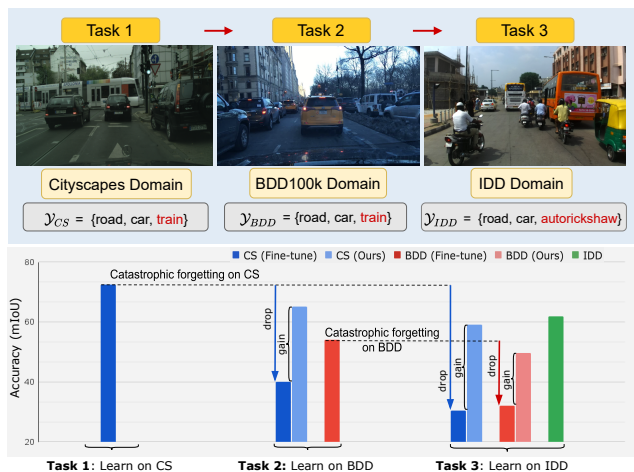 Task 1
Task 2
Task 3
Cityscapes Domain
BDD100k Domain
IDD Domain
𝒴CS = {road, car, train}
𝒴BDD = {road, car, train}
𝒴IDD = {road, car, autorickshaw}
CS (Fine-tune)
CS (Ours)
BDD (Fine-tune)
BDD (Ours)
IDD
Accuracy (mIoU)
80
60
40
20
Catastrophic forgetting on CS
drop
gain
Catastrophic forgetting
on BDD
drop
gain
drop
gain
Task 1: Learn on CS
Task 2: Learn on BDD
Task 3: Learn on IDD